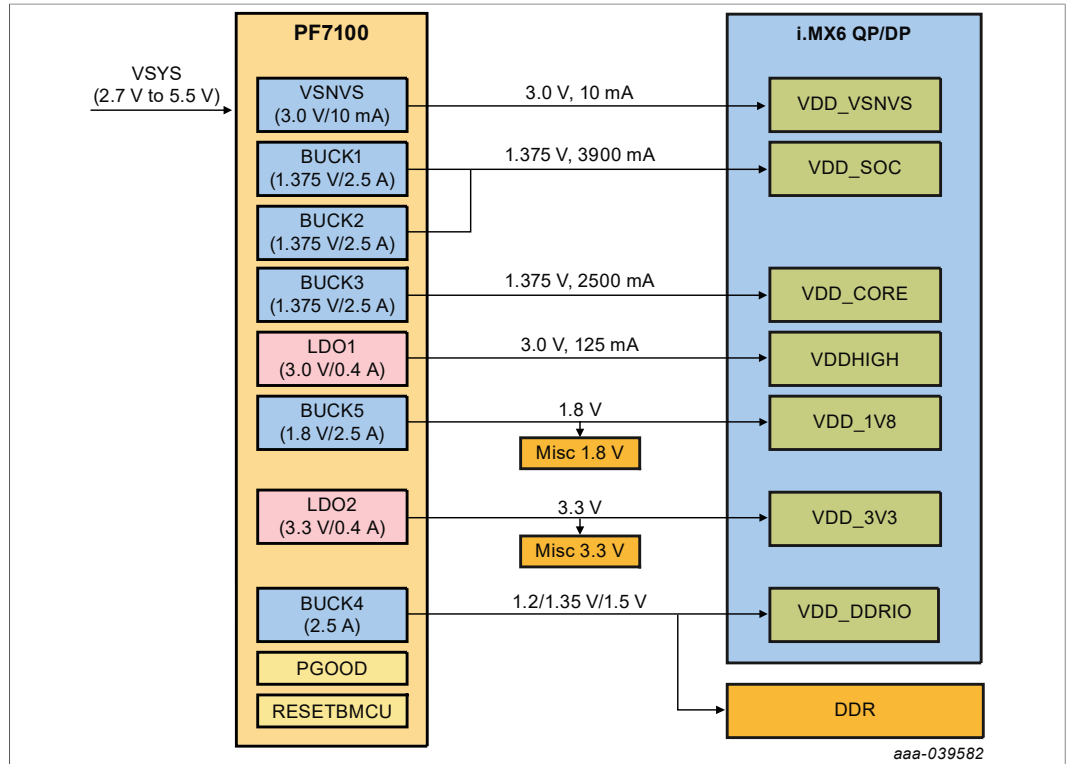 PF7100
i.MX6 QP/DP
VSYS
(2.7 V to 5.5 V)
VSNVS
(3.0 V/10 mA)
3.0 V, 10 mA
VDD_VSNVS
BUCK1
(1.375 V/2.5 A)
1.375 V, 3900 mA
VDD_SOC
BUCK2
(1.375 V/2.5 A)
BUCK3
(1.375 V/2.5 A)
1.375 V, 2500 mA
VDD_CORE
LDO1
(3.0 V/0.4 A)
3.0 V, 125 mA
VDDHIGH
BUCK5
(1.8 V/2.5 A)
1.8 V
VDD_1V8
Misc 1.8 V
LDO2
(3.3 V/0.4 A)
3.3 V
VDD_3V3
Misc 3.3 V
BUCK4
(2.5 A)
1.2/1.35 V/1.5 V
VDD_DDRIO
PGOOD
RESETBMCU
DDR
aaa-039582